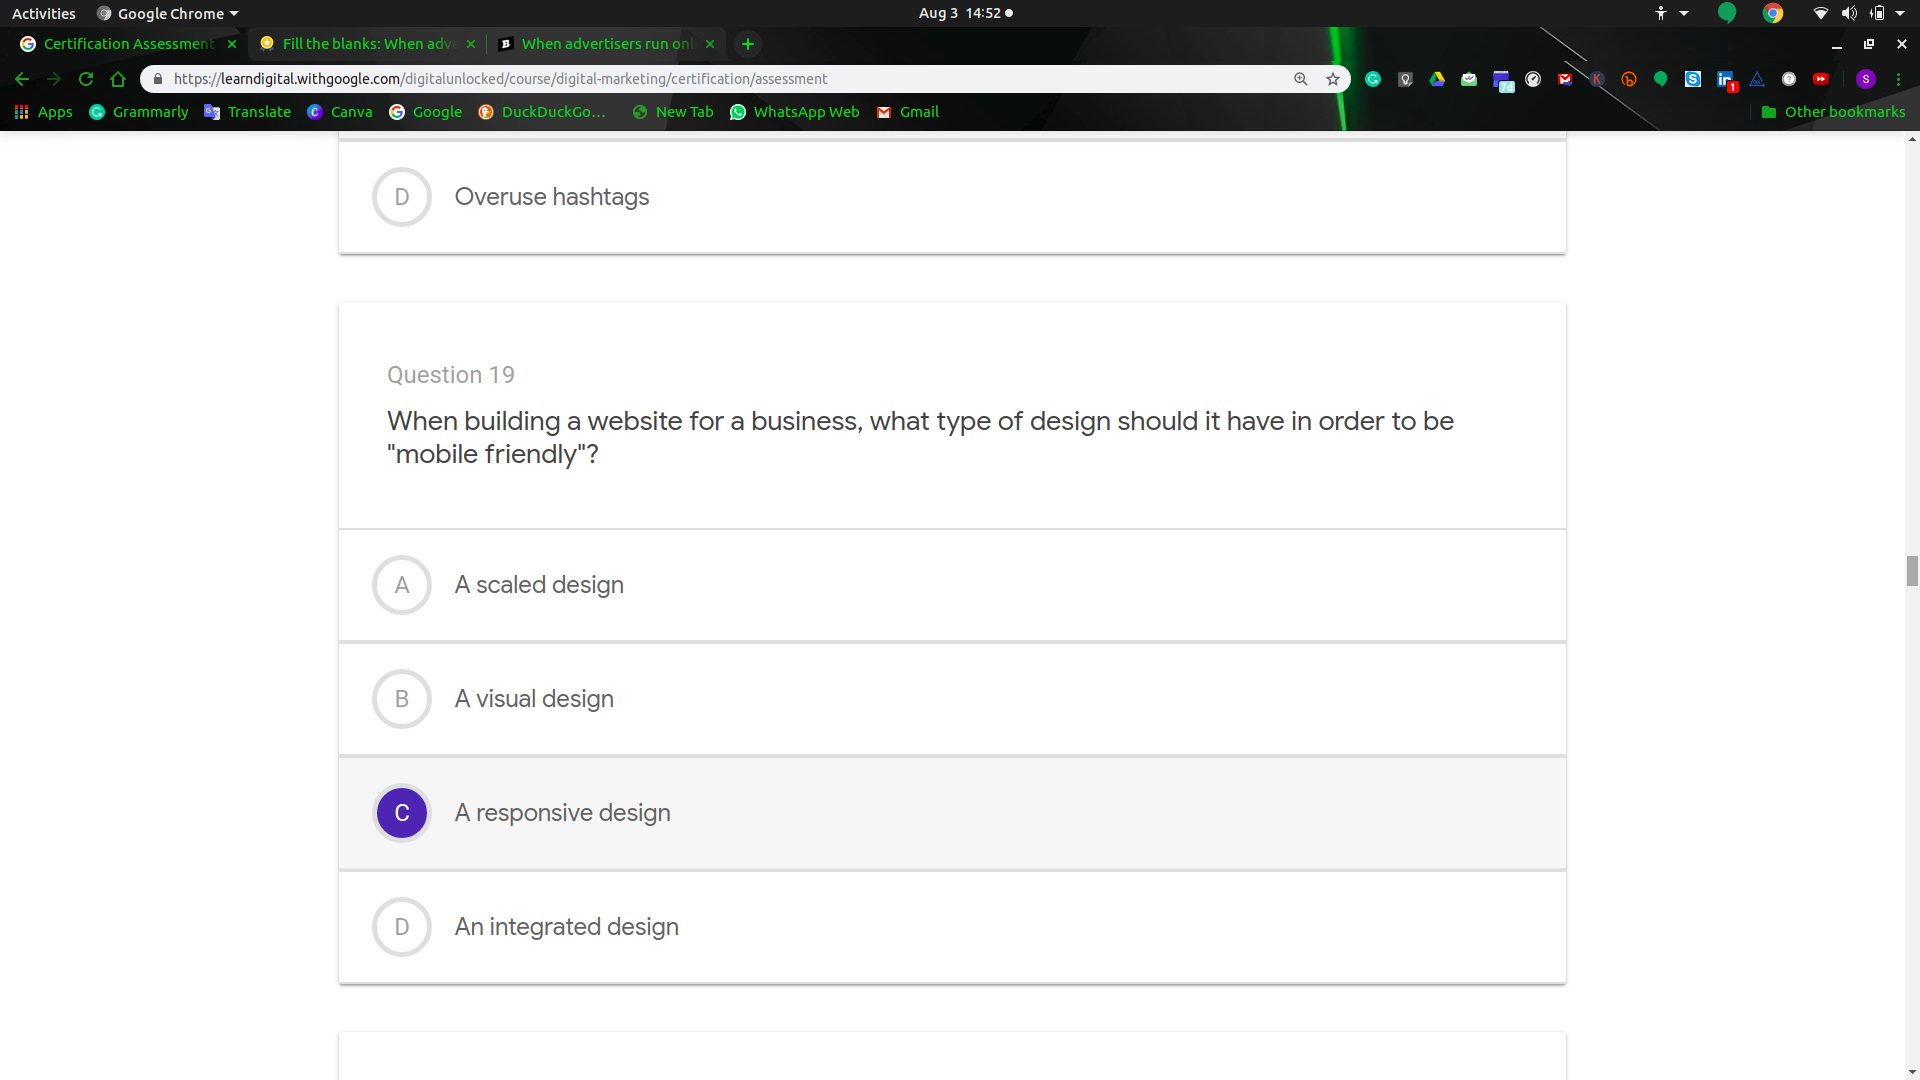 Activities Google Chrome Aug 3 14:52
Certification Assessment Fill the blanks: When adve When advertisers run onl
https://learndigital.withgoogle.com/digitalunlocked/course/digital-marketing/certification/assessment
7d 1 S
Apps Grammarly Translate Canva Google DuckDuckGo... New Tab WhatsApp Web Gmail Other bookmarks
D Overuse hashtags
Question 19
When building a website for a business, what type of design should it have in order to be
"mobile friendly"?
A A scaled design
B A visual design
C A responsive design
D An integrated design